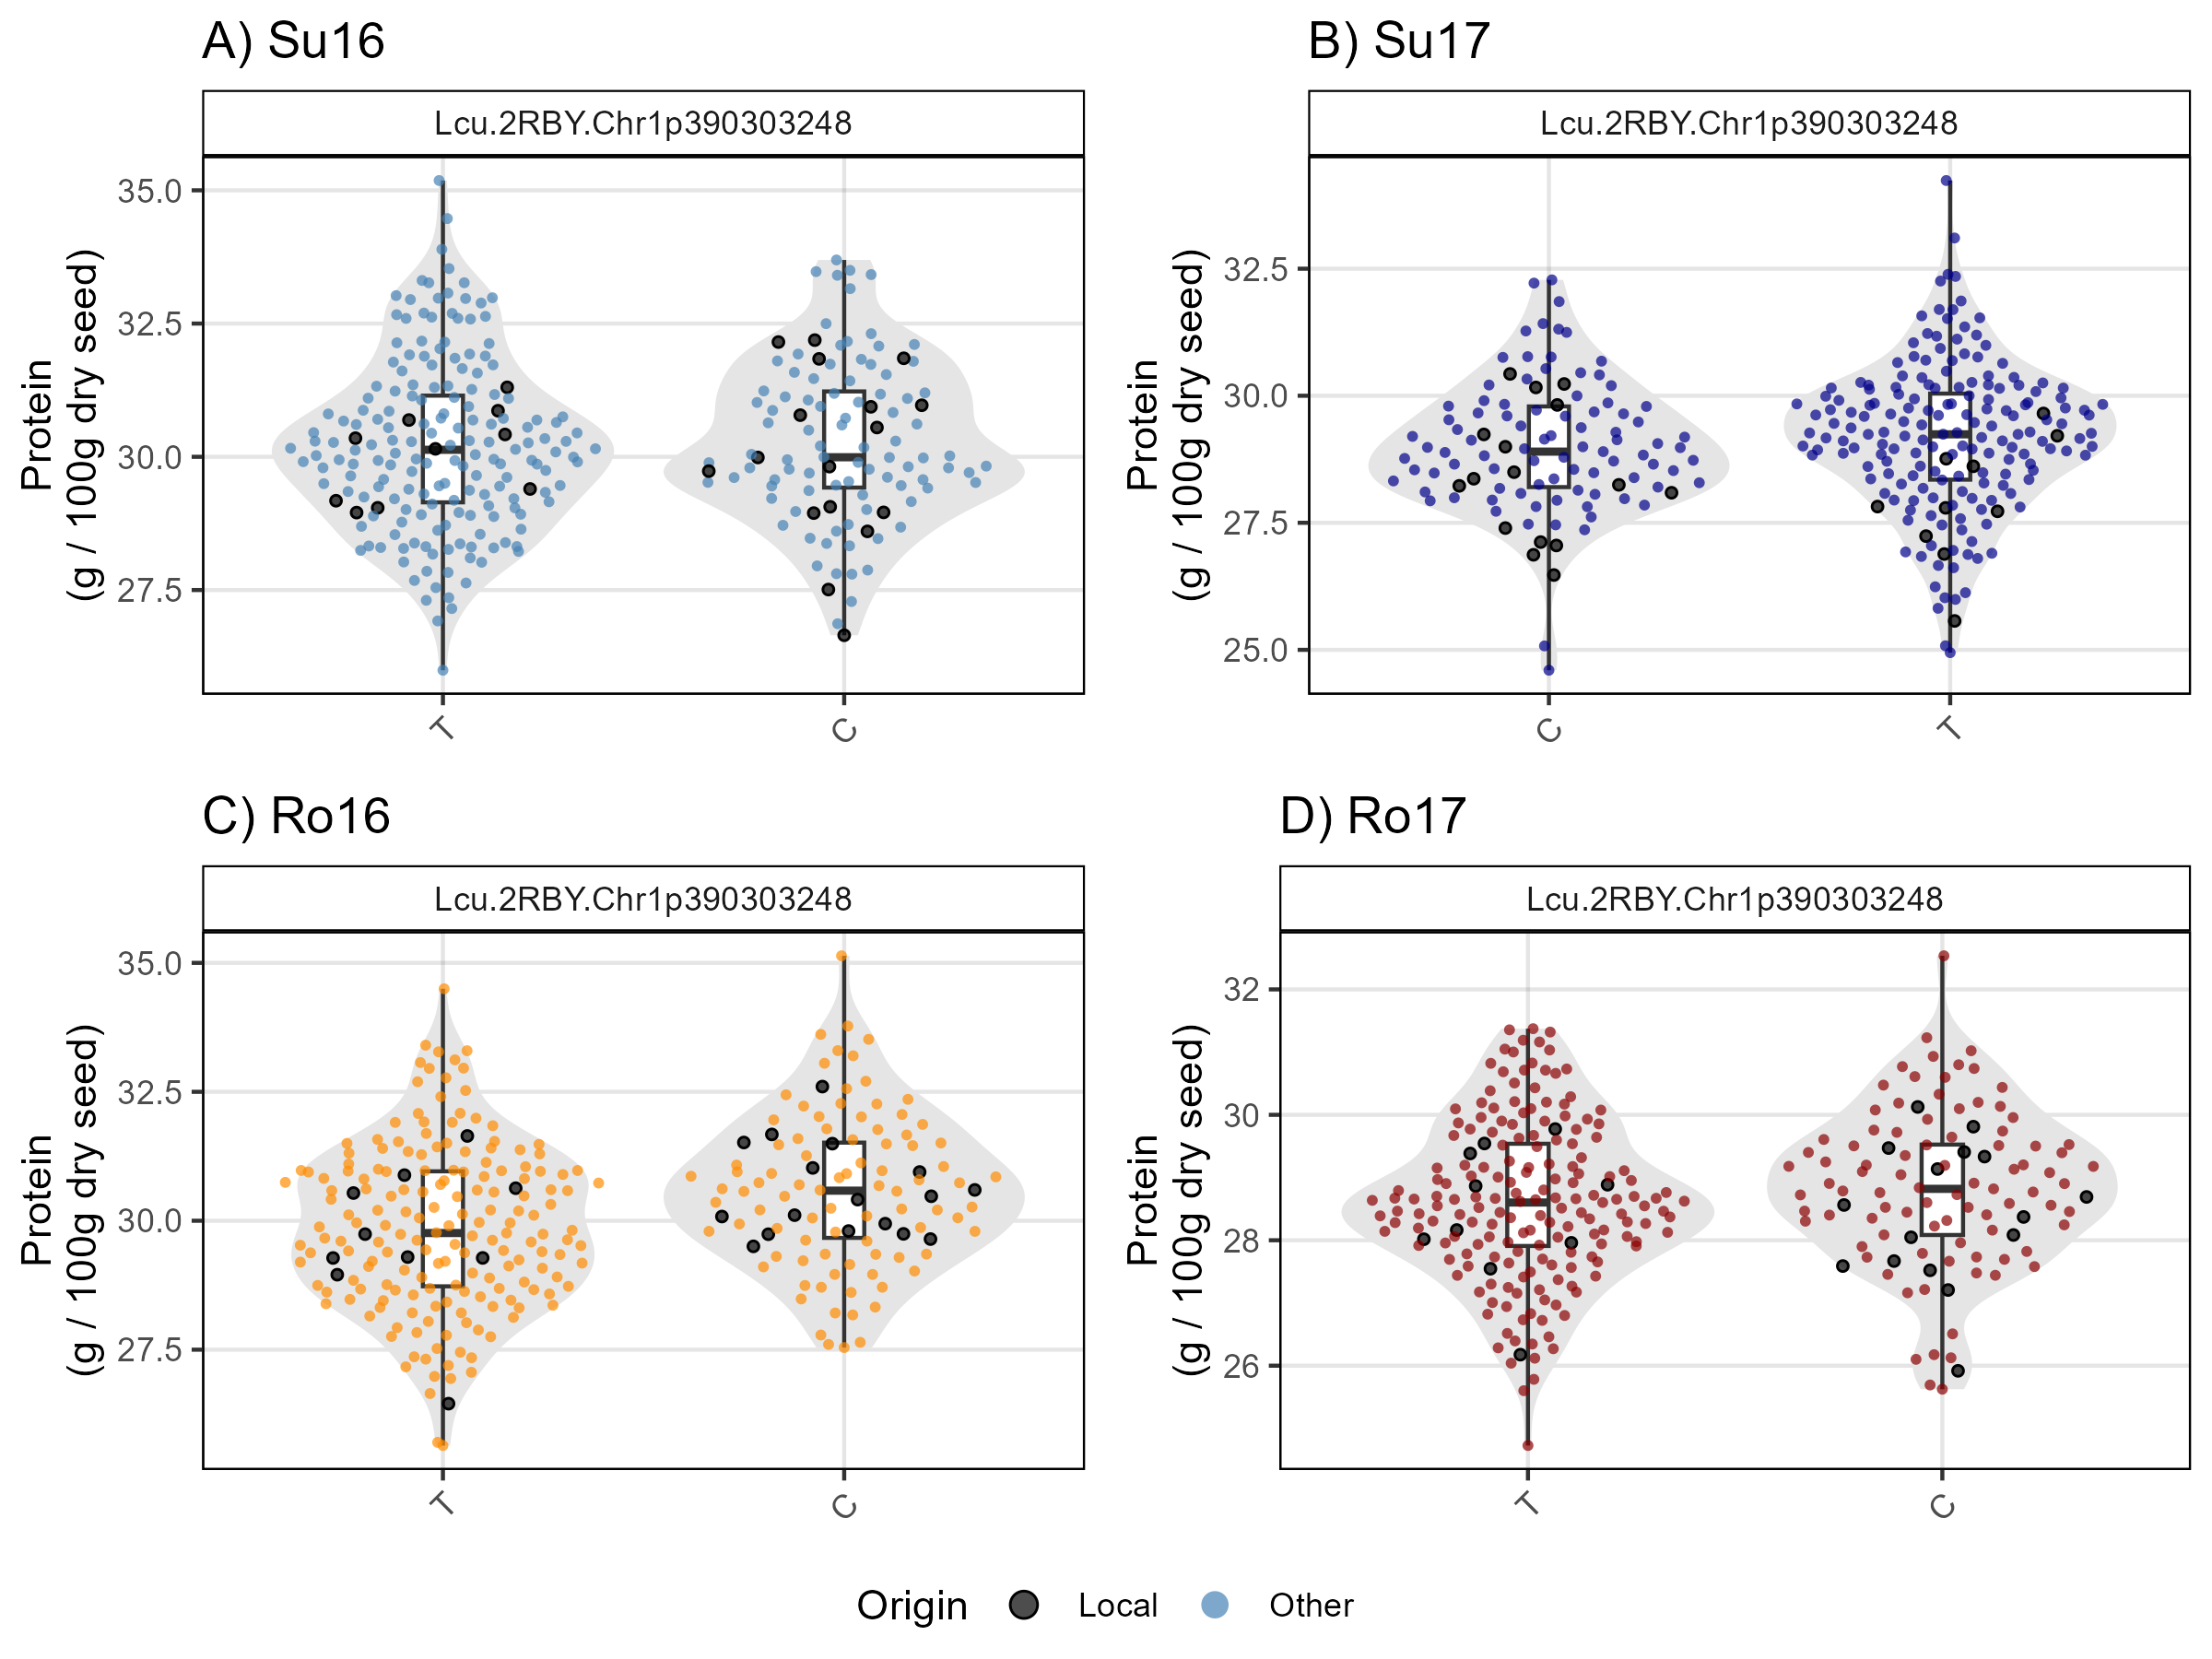 A) Su16
Lcu.2RBY.Chr1p390303248
Protein
(g / 100g dry seed)
35.0
32.5
30.0
27.5
T
C
B) Su17
Lcu.2RBY.Chr1p390303248
Protein
(g / 100g dry seed)
32.5
30.0
27.5
25.0
C
T
C) Ro16
Lcu.2RBY.Chr1p390303248
Protein
(g / 100g dry seed)
35.0
32.5
30.0
27.5
T
C
D) Ro17
Lcu.2RBY.Chr1p390303248
Protein
(g / 100g dry seed)
32
30
28
26
T
C
Origin Local Other